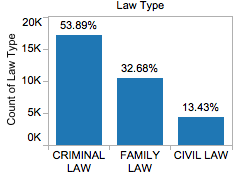 Law Type
Count of Law Type
20K
15K
10K
5K
0K
53.89%
32.68%
13.43%
CRIMINAL LAW
FAMILY LAW
CIVIL LAW